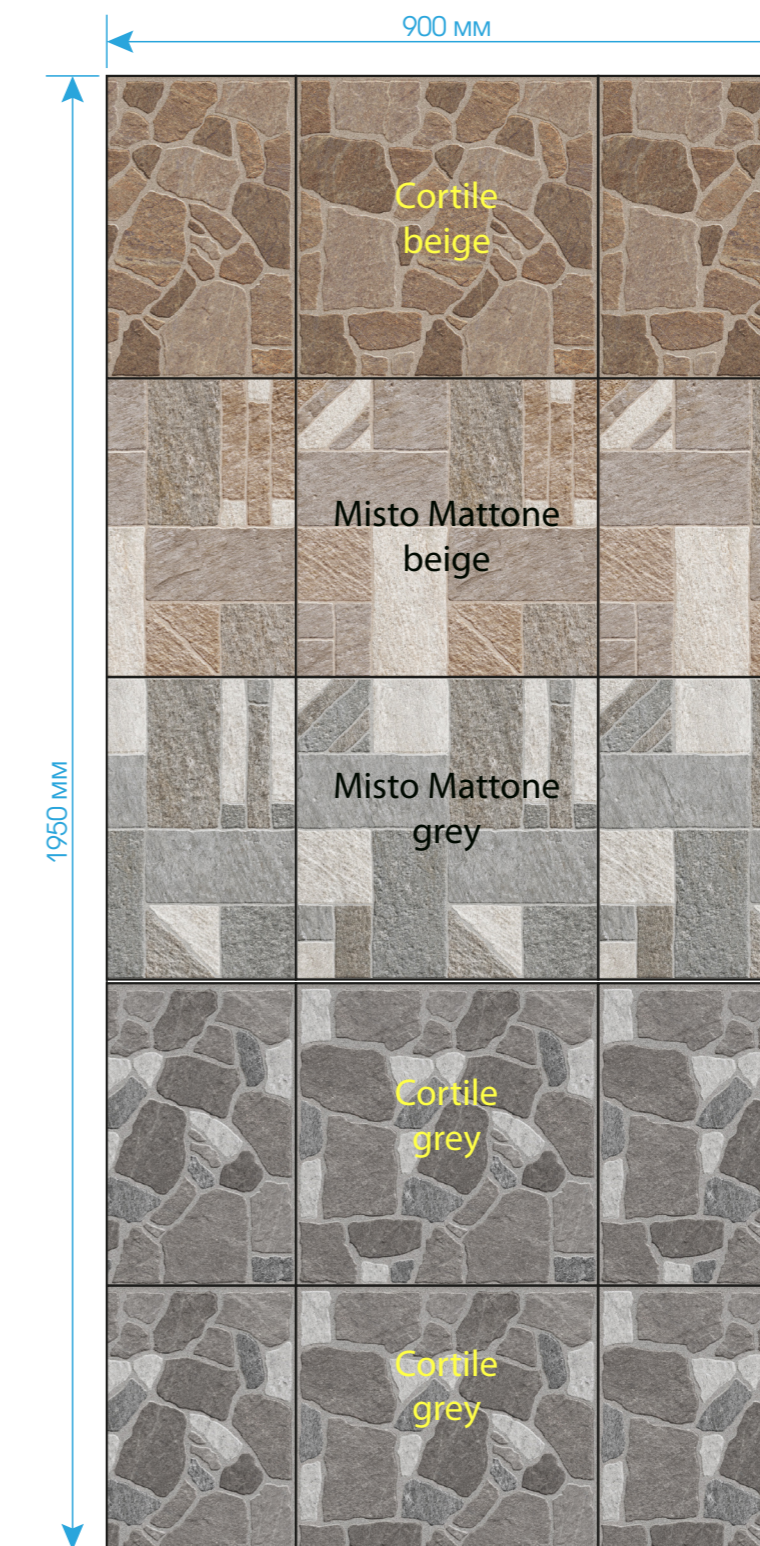 900 мм
Cortile
beige
Misto Mattone
beige
1950 мм
Misto Mattone
grey
Cortile
grey
Cortile
grey